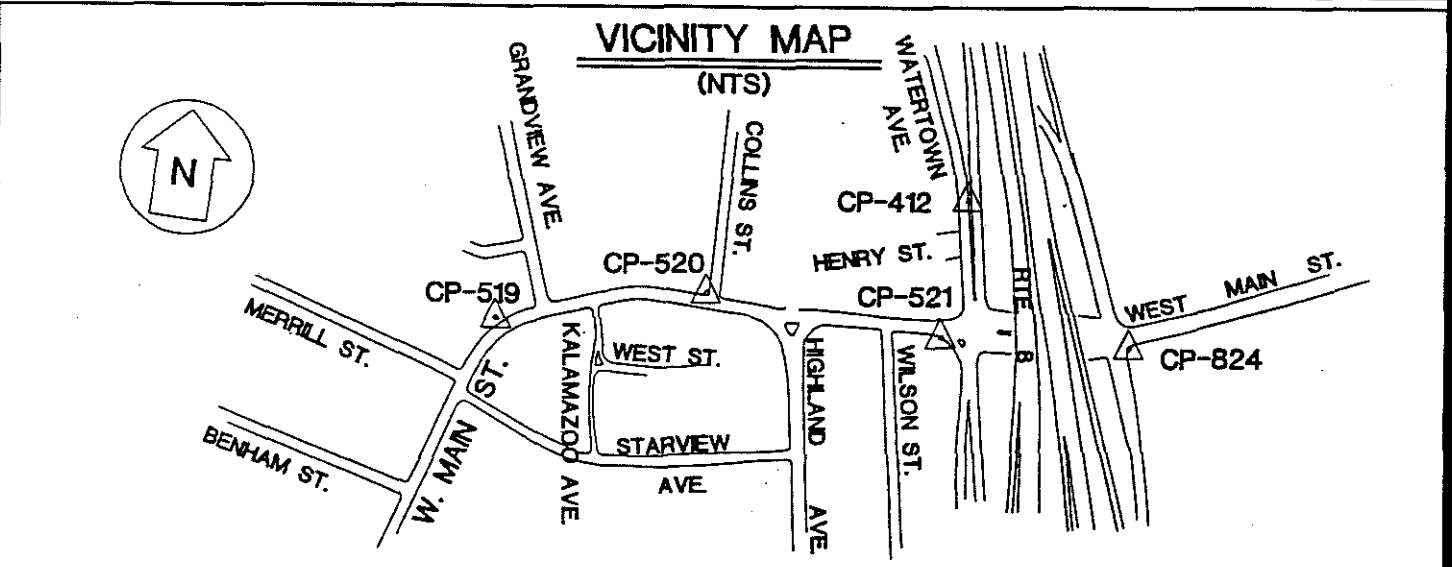 VICINITY MAP
(NTS)
N
GRANDVIEW AVE.
COLLINS ST.
WATERTOWN
AVE.
CP-412
HENRY ST.
CP-520
CP-519
CP-521
RTE 8
WEST MAIN ST.
CP-824
MERRILL ST.
BENHAM ST.
W. MAIN ST.
KALAMAZOO AVE.
WEST ST.
STARVIEW
AVE.
HIGHLAND AVE.
WILSON ST.